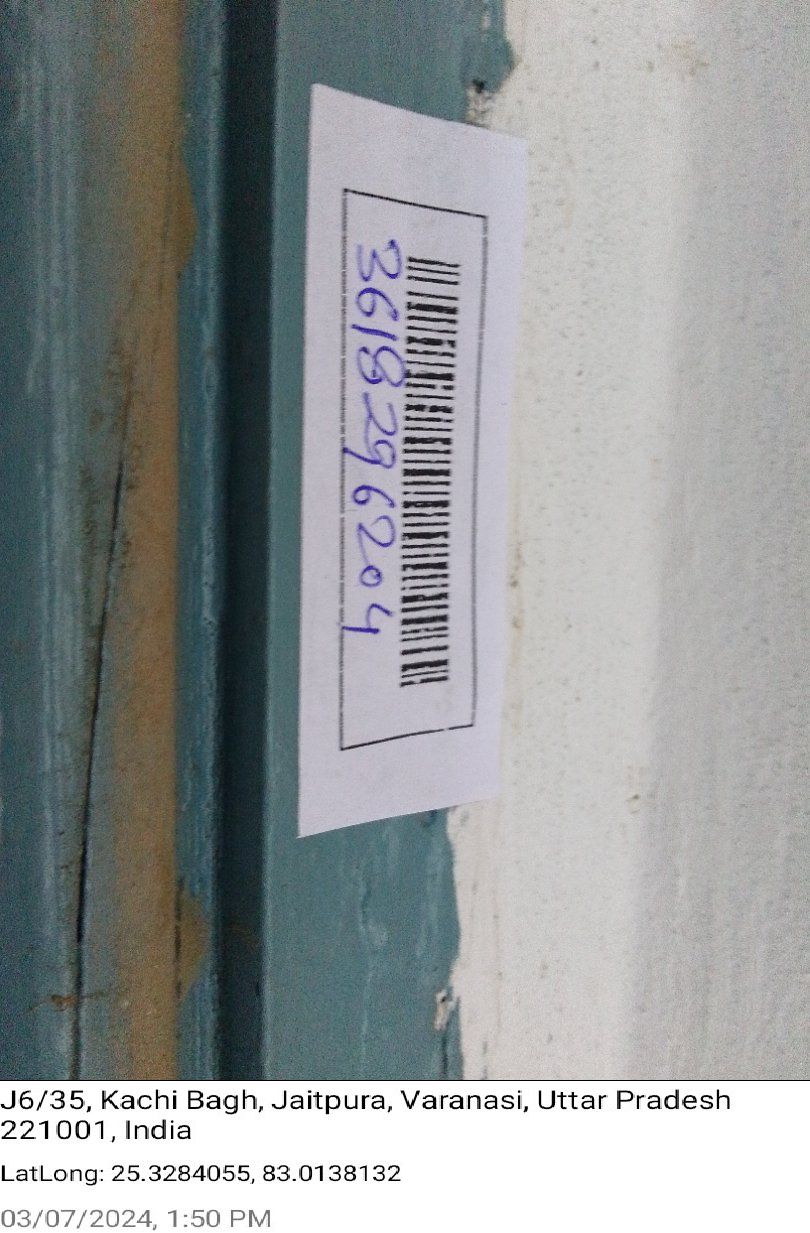 3618296204
J6/35, Kachi Bagh, Jaitpura, Varanasi, Uttar Pradesh
221001, India
LatLong: 25.3284055, 83.0138132
03/07/2024, 1:50 PM